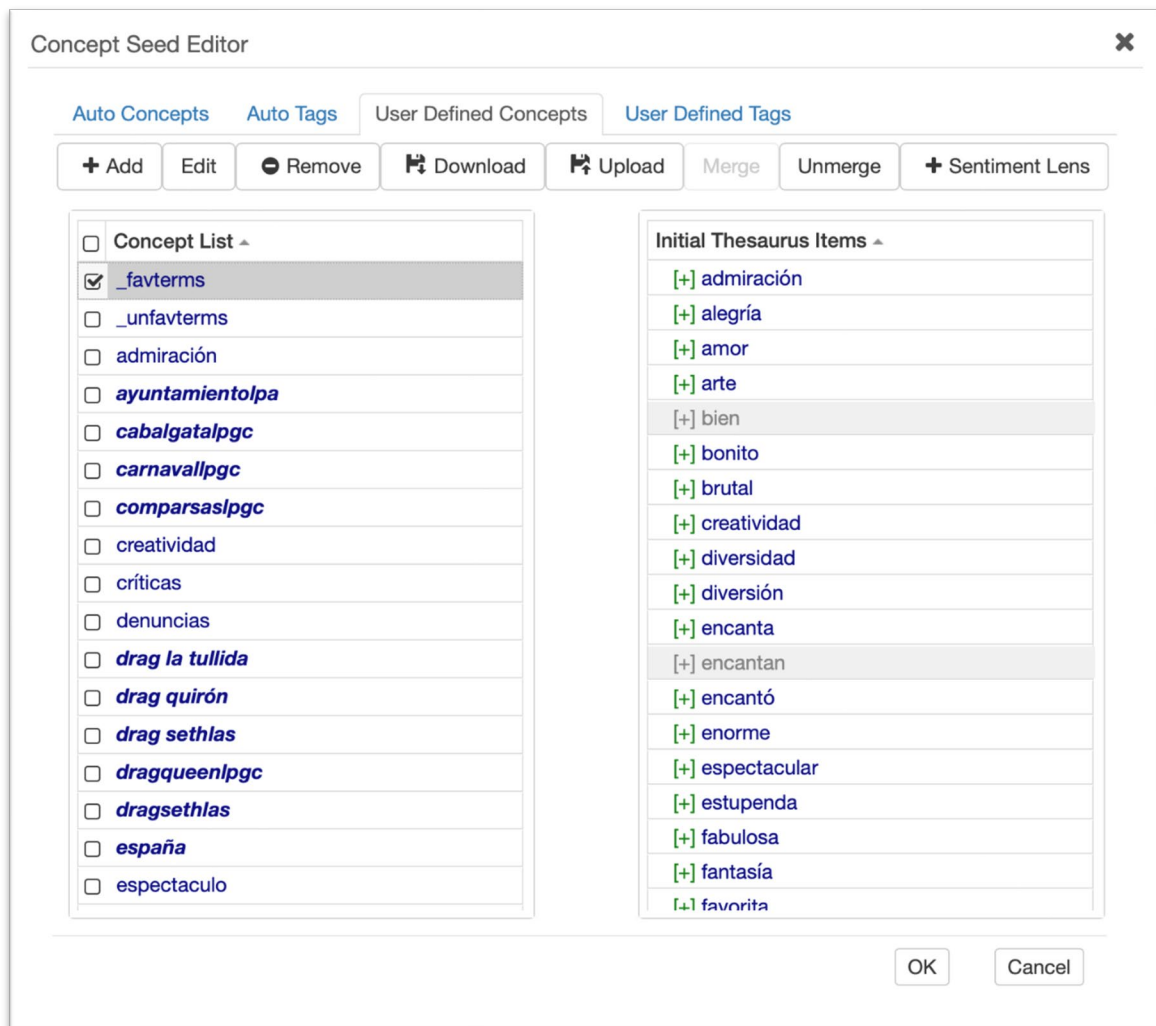 Concept Seed Editor
Auto Concepts Auto Tags User Defined Concepts User Defined Tags
+ Add Edit Remove Download Upload Merge Unmerge + Sentiment Lens
Concept List
_favterms
_unfavterms
admiración
ayuntamientolpa
cabalgatalpgc
carnavallpgc
comparsaslpgc
creatividad
críticas
denuncias
drag la tullida
drag quirón
drag sethlas
dragqueenlpgc
dragsethlas
españa
espectaculo
Initial Thesaurus Items
[+] admiración
[+] alegría
[+] amor
[+] arte
[+] bien
[+] bonito
[+] brutal
[+] creatividad
[+] diversidad
[+] diversión
[+] encanta
[+] encantan
[+] encantó
[+] enorme
[+] espectacular
[+] estupenda
[+] fabulosa
[+] fantasía
[+] favorita
OK Cancel